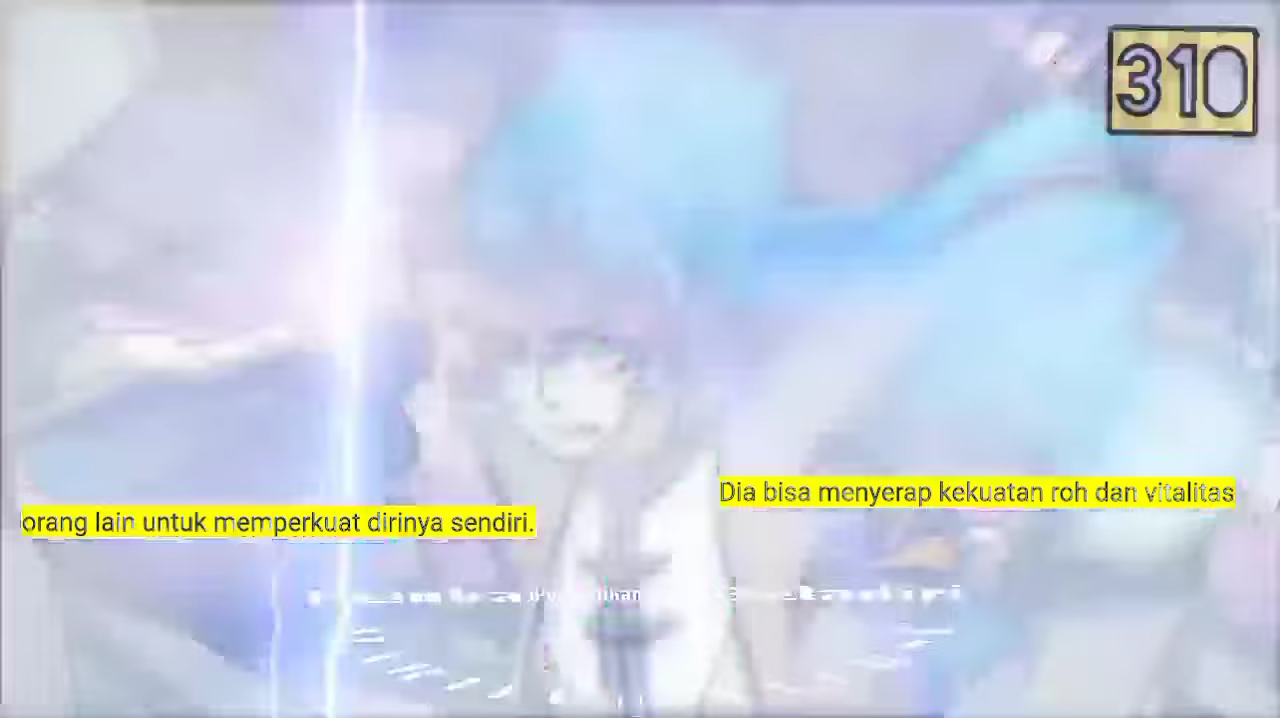 310
Dia bisa menyerap kekuatan roh dan vitalitas
orang lain untuk memperkuat dirinya sendiri.